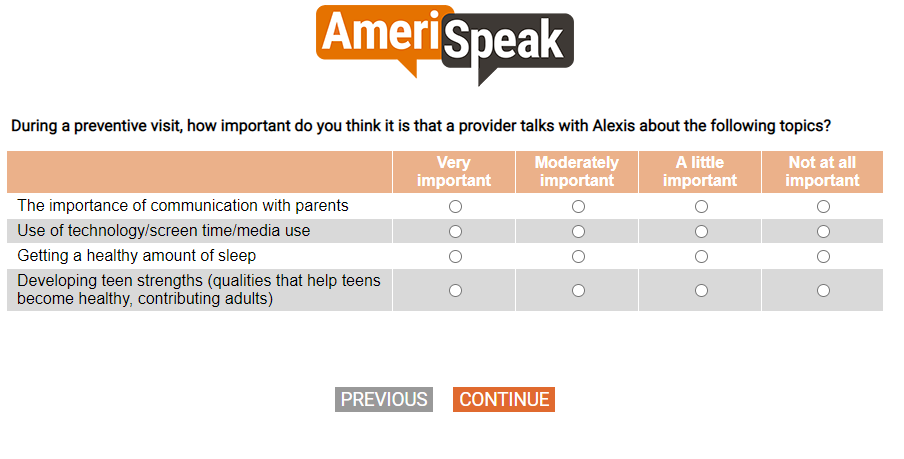 AmeriSpeak
During a preventive visit, how important do you think it is that a provider talks with Alexis about the following topics?
Very important
Moderately important
A little important
Not at all important
The importance of communication with parents
Use of technology/screen time/media use
Getting a healthy amount of sleep
Developing teen strengths (qualities that help teens
become healthy, contributing adults)
PREVIOUS
CONTINUE